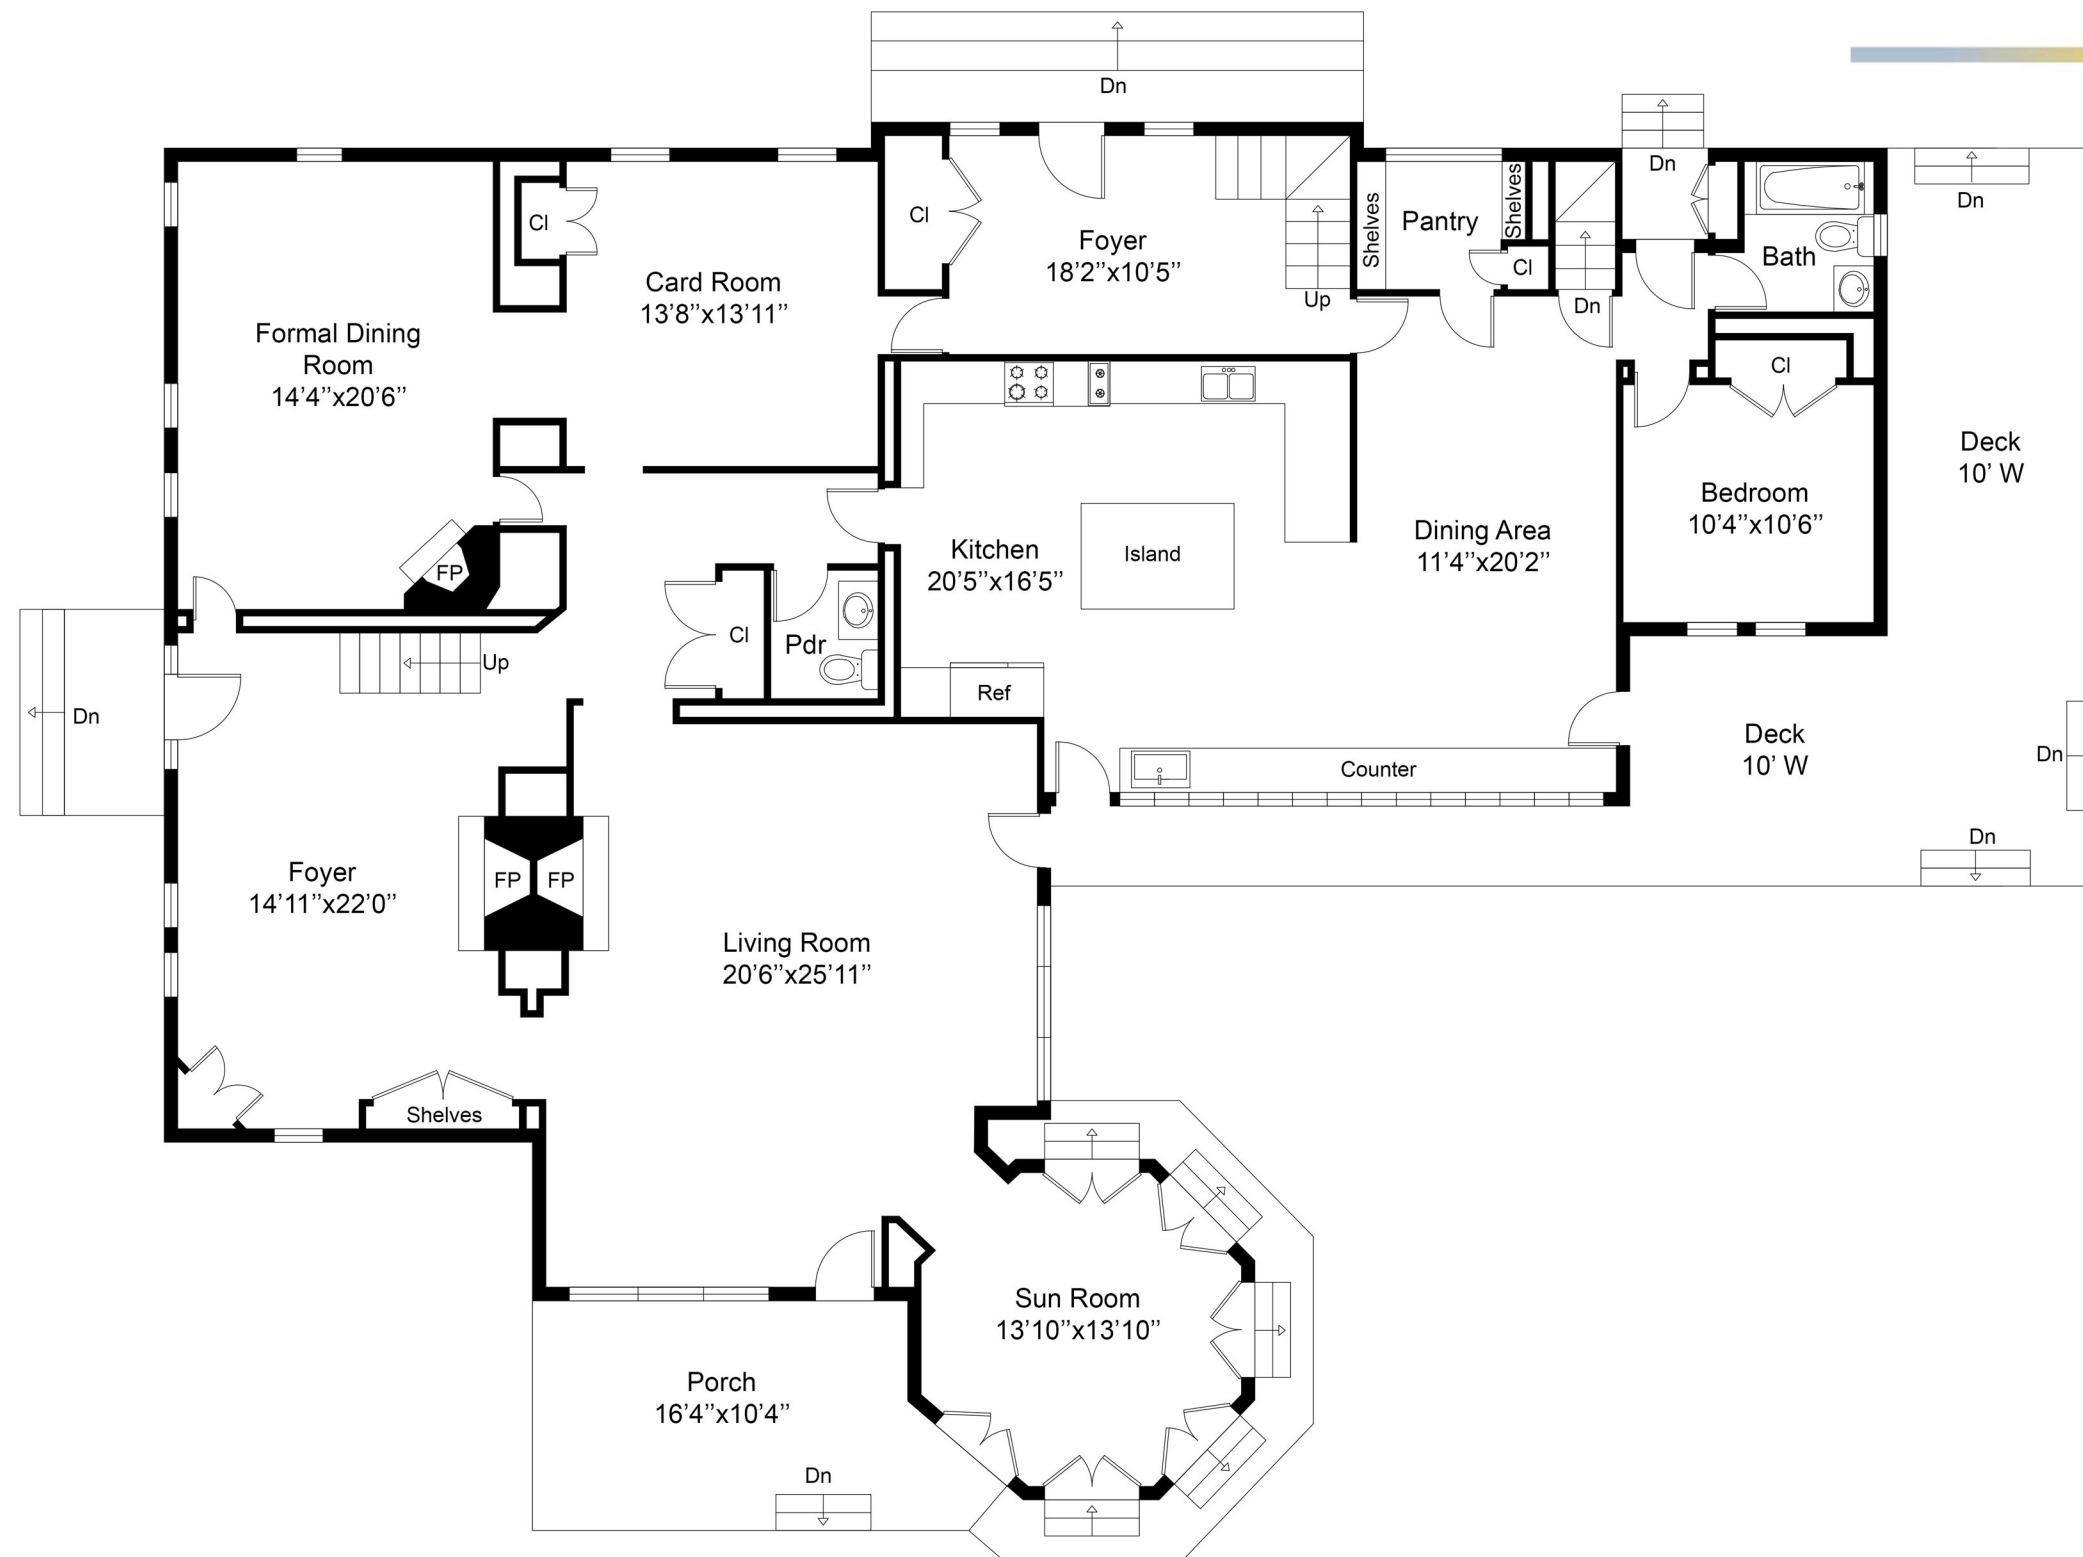 Dn
Dn
Dn
Cl
Cl
Foyer
18'2''x10'5''
Up
Shelves
Pantry
Shelves
Cl
Dn
Bath
Card Room
13'8''x13'11''
Formal Dining
Room
14'4''x20'6''
Cl
Deck
10' W
Bedroom
10'4''x10'6''
Dining Area
11'4''x20'2''
Kitchen
20'5''x16'5''
Island
FP
Cl
Pdr
Up
Ref
Dn
Deck
10' W
Dn
Counter
Dn
Foyer
14'11''x22'0''
FP
FP
Living Room
20'6''x25'11''
Shelves
Sun Room
13'10''x13'10''
Porch
16'4''x10'4''
Dn